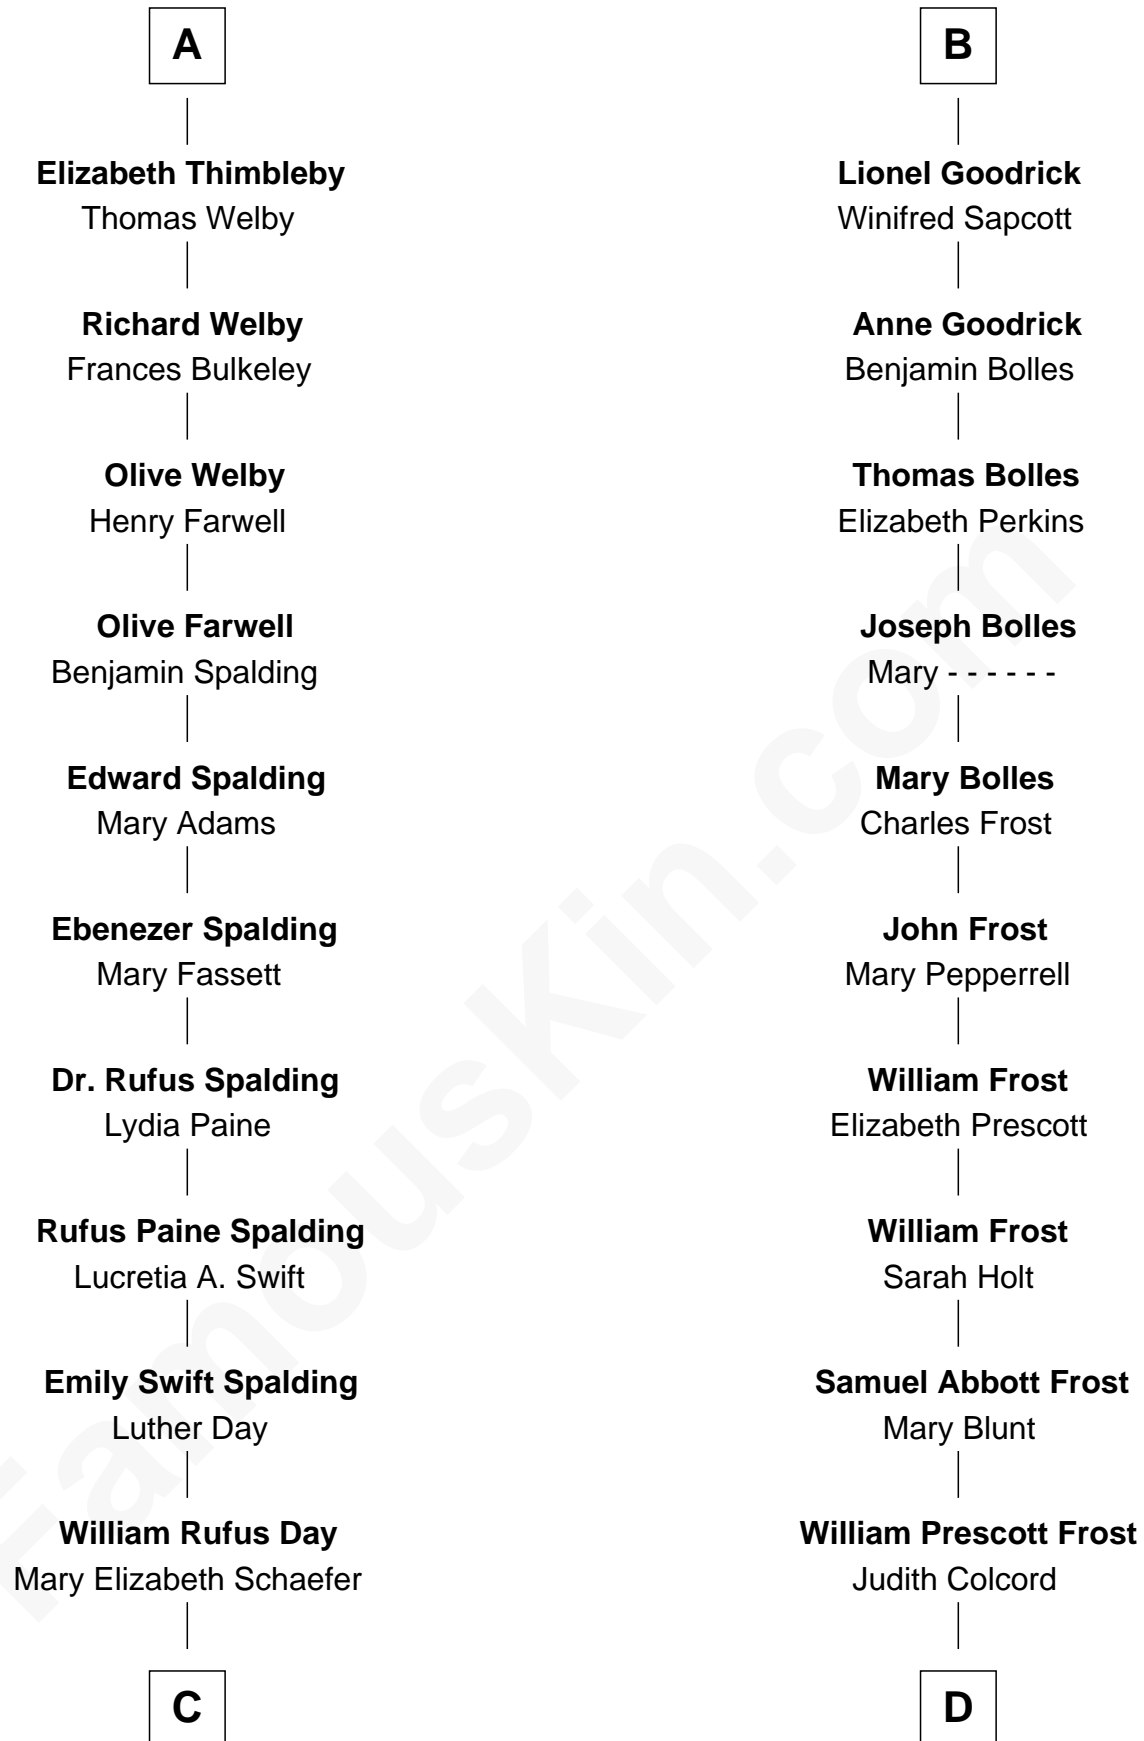 A
Elizabeth Thimbleby
Thomas Welby
Richard Welby
Frances Bulkeley
Olive Welby
Henry Farwell
Olive Farwell
Benjamin Spalding
Edward Spalding
Mary Adams
Ebenezer Spalding
Mary Fassett
Dr. Rufus Spalding
Lydia Paine
Rufus Paine Spalding
Lucretia A. Swift
Emily Swift Spalding
Luther Day
William Rufus Day
Mary Elizabeth Schaefer
C
B
Lionel Goodrick
Winifred Sapcott
Anne Goodrick
Benjamin Bolles
Thomas Bolles
Elizabeth Perkins
Joseph Bolles
Mary - - - - - -
Mary Bolles
Charles Frost
John Frost
Mary Pepperrell
William Frost
Elizabeth Prescott
William Frost
Sarah Holt
Samuel Abbott Frost
Mary Blunt
William Prescott Frost
Judith Colcord
D
FamousKin.com